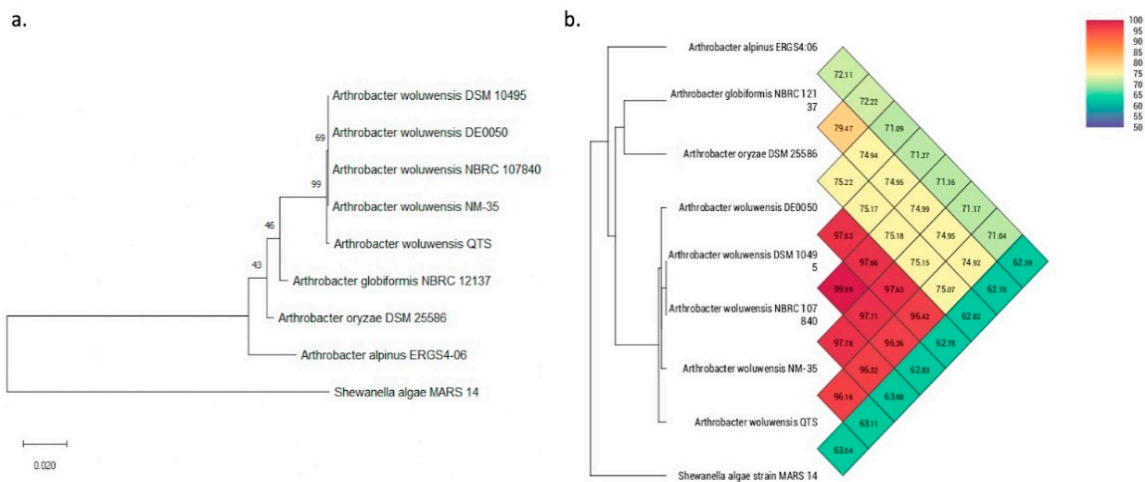 a.
Arthrobacter woluwensis DSM 10495
69
Arthrobacter woluwensis DE0050
Arthrobacter woluwensis NBRC 107840
99
Arthrobacter woluwensis NM-35
46
Arthrobacter woluwensis QTS
43
Arthrobacter globiformis NBRC 12137
Arthrobacter oryzae DSM 25586
Arthrobacter alpinus ERGS4-06
Shewanella algae MARS 14
0.020
b.
100
95
90
85
80
75
70
65
60
55
50
Arthrobacter alpinus ERGS4:06
Arthrobacter globiformis NBRC 121
37
Arthrobacter oryzae DSM 25586
Arthrobacter woluwensis DE0050
Arthrobacter woluwensis DSM 1049
5
Arthrobacter woluwensis NBRC 107
840
Arthrobacter woluwensis NM-35
Arthrobacter woluwensis QTS
Shewanella algae strain MARS 14
72.11
72.22
79.47 71.09
74.94 71.27
75.22 74.95 71.16
75.17 74.99 71.17
97.63 75.18 74.95 71.04
97.66 75.15 74.92 62.59
99.99 97.63 75.07 62.70
97.71 96.42 62.82
97.78 96.36 62.78
96.32 62.83
96.16 63.00
63.11
63.04